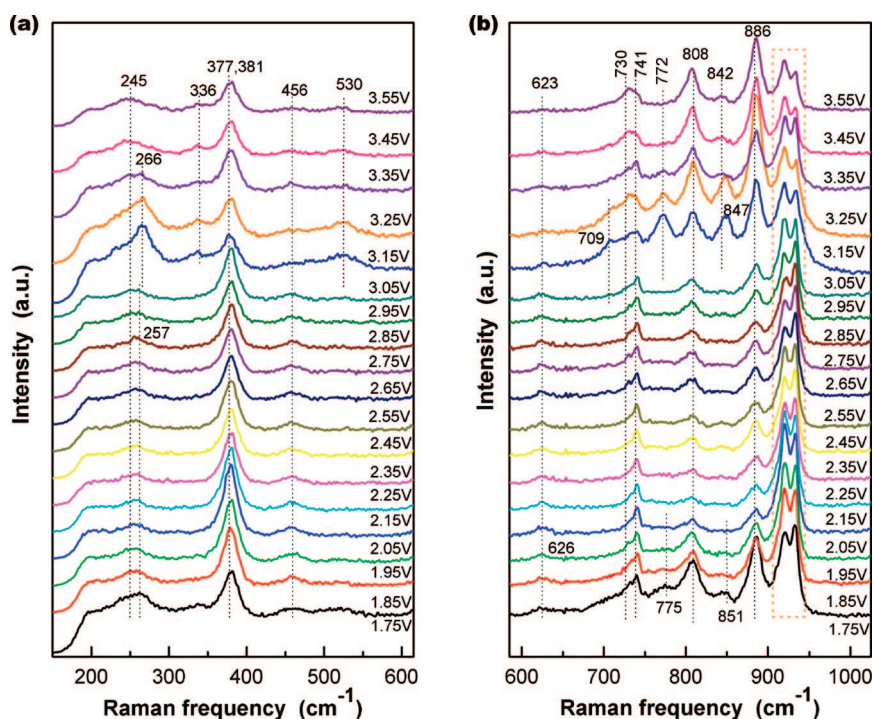 (a)
245
266
336
377,381
456
530
257
3.55V
3.45V
3.35V
3.25V
3.15V
3.05V
2.95V
2.85V
2.75V
2.65V
2.55V
2.45V
2.35V
2.25V
2.15V
2.05V
1.95V
1.85V
1.75V
Intensity (a.u.)
200 300 400 500 600
Raman frequency (cm⁻¹)
(b)
623
730
741
772
808
842
886
709
847
626
775
851
3.55V
3.45V
3.35V
3.25V
3.15V
3.05V
2.95V
2.85V
2.75V
2.65V
2.55V
2.45V
2.35V
2.25V
2.15V
2.05V
1.95V
1.85V
1.75V
Intensity (a.u.)
600 700 800 900 1000
Raman frequency (cm⁻¹)